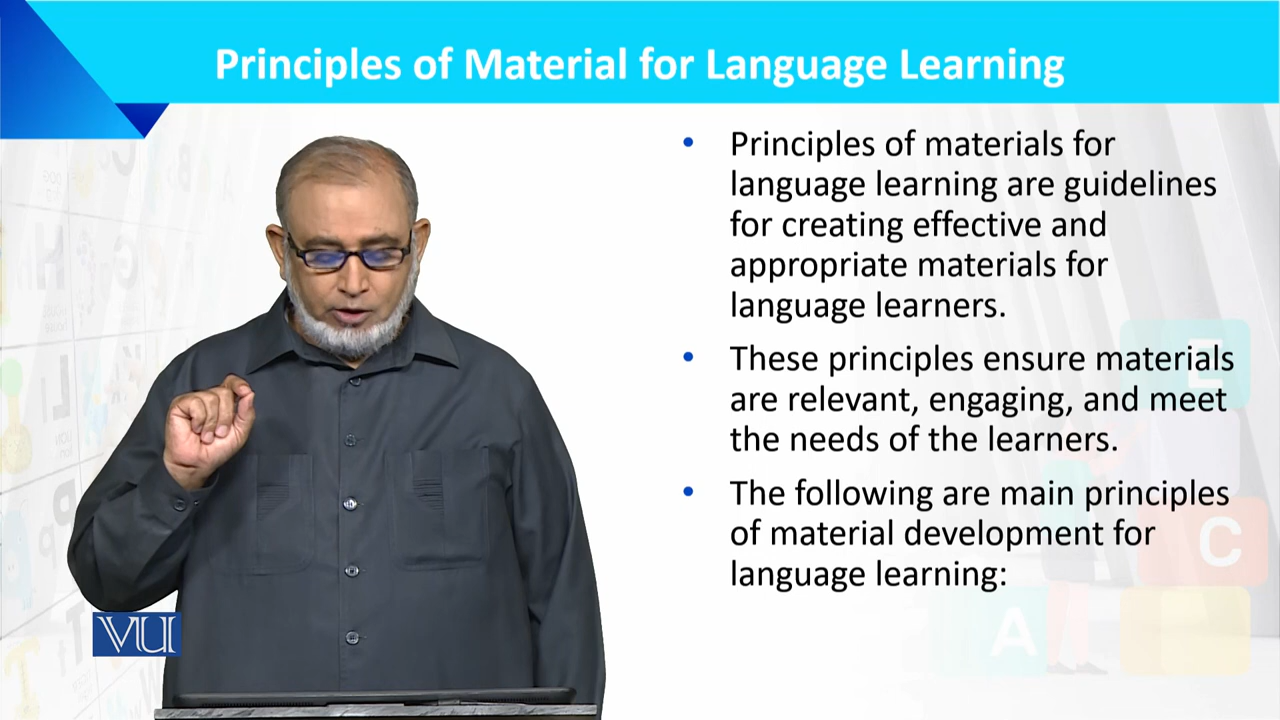 Principles of Material for Language Learning
• Principles of materials for
language learning are guidelines
for creating effective and
appropriate materials for
language learners.
• These principles ensure materials
are relevant, engaging, and meet
the needs of the learners.
• The following are main principles
of material development for
language learning:
VU
E
C
A